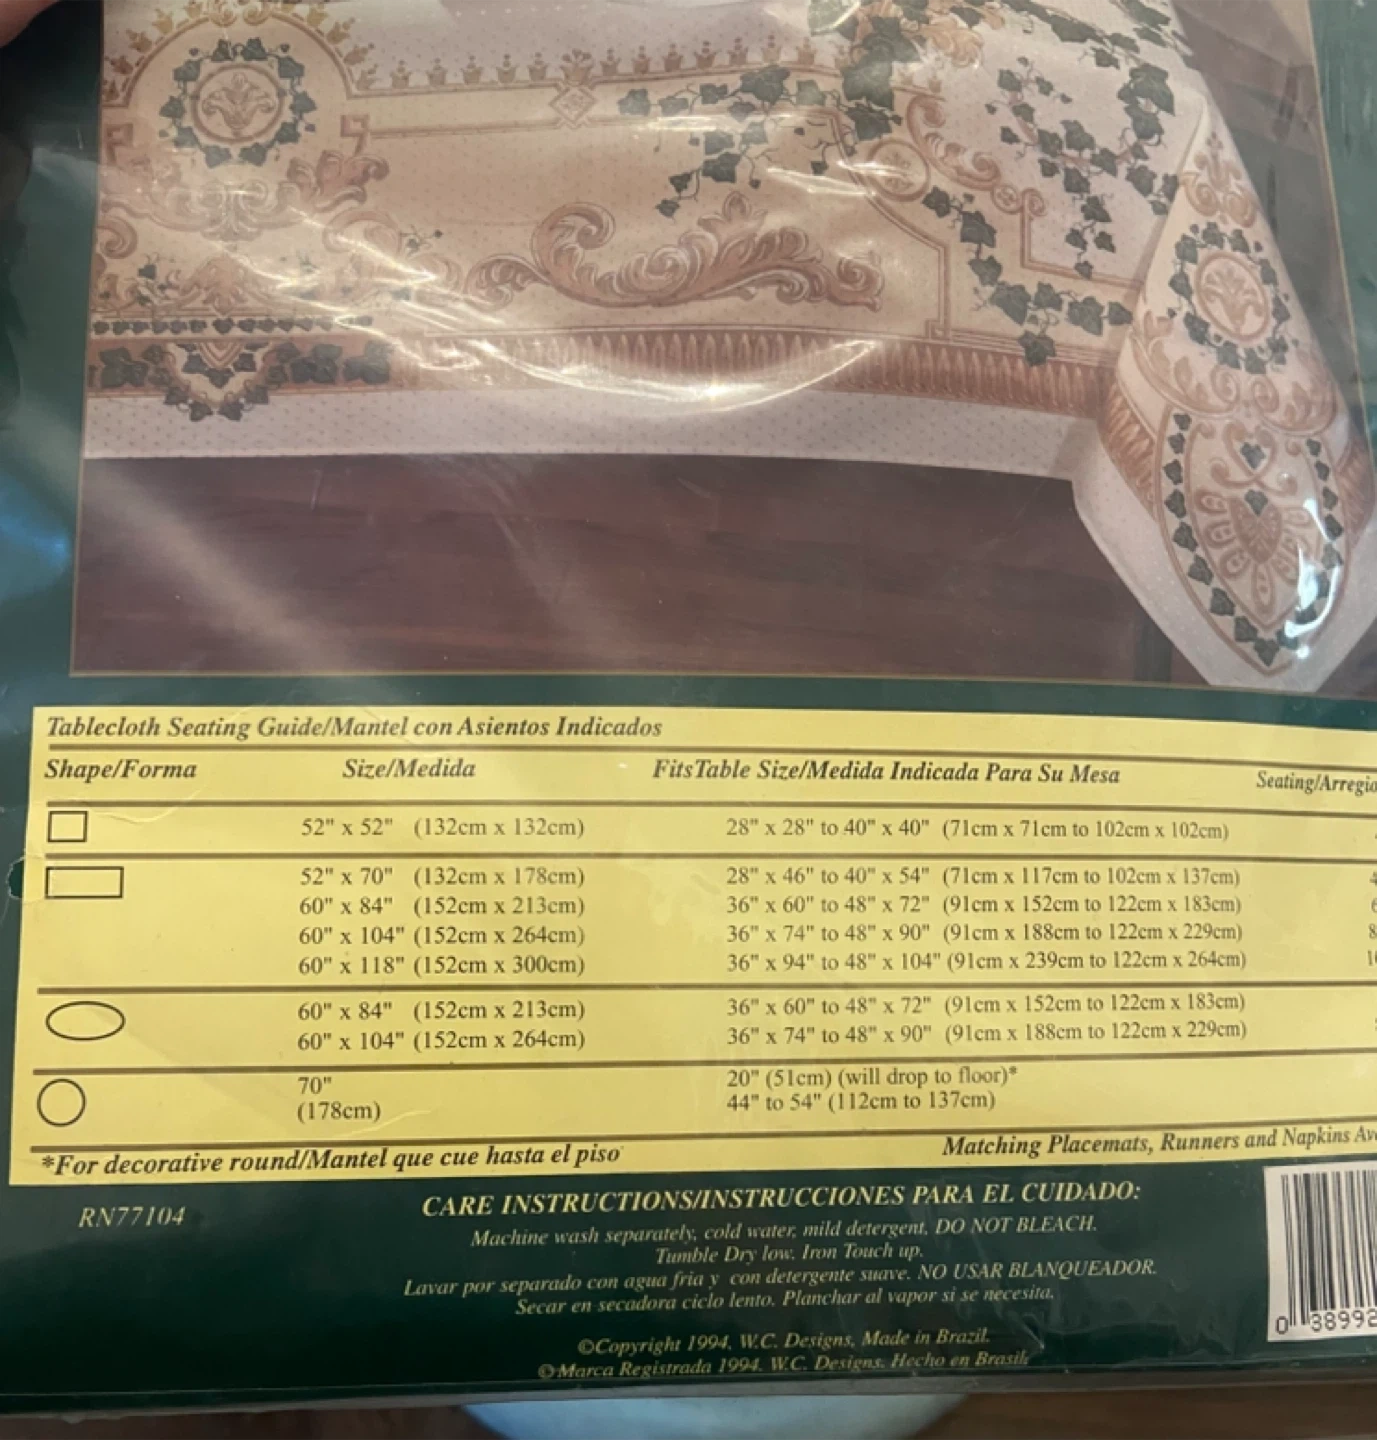 Tablecloth Seating Guide/Mantel con Asientos Indicados
Shape/Forma Size/Medida Fits Table Size/Medida Indicada Para Su Mesa Seating/Arregio
52" x 52" (132cm x 132cm) 28" x 28" to 40" x 40" (71cm x 71cm to 102cm x 102cm)
52" x 70" (132cm x 178cm) 28" x 46" to 40" x 54" (71cm x 117cm to 102cm x 137cm)
60" x 84" (152cm x 213cm) 36" x 60" to 48" x 72" (91cm x 152cm to 122cm x 183cm)
60" x 104" (152cm x 264cm) 36" x 74" to 48" x 90" (91cm x 188cm to 122cm x 229cm) 8
60" x 118" (152cm x 300cm) 36" x 94" to 48" x 104" (91cm x 239cm to 122cm x 264cm)
60" x 84" (152cm x 213cm) 36" x 60" to 48" x 72" (91cm x 152cm to 122cm x 183cm)
60" x 104" (152cm x 264cm) 36" x 74" to 48" x 90" (91cm x 188cm to 122cm x 229cm)
70" 20" (51cm) (will drop to floor)*
(178cm) 44" to 54" (112cm to 137cm)
*For decorative round/Mantel que cue hasta el piso Matching Placemats, Runners and Napkins
RN77104
CARE INSTRUCTIONS/INSTRUCCIONES PARA EL CUIDADO:
Machine wash separately, cold water, mild detergent, DO NOT BLEACH.
Tumble Dry low. Iron Touch up.
Lavar por separado con agua fria y con detergente suave. NO USAR BLANQUEADOR.
Secar en secadora ciclo lento. Planchar al vapor si se necesita.
©Copyright 1994, W.C. Designs, Made in Brazil.
©Marca Registrada 1994. W.C. Designs. Hecho en Brasil.
0 38992